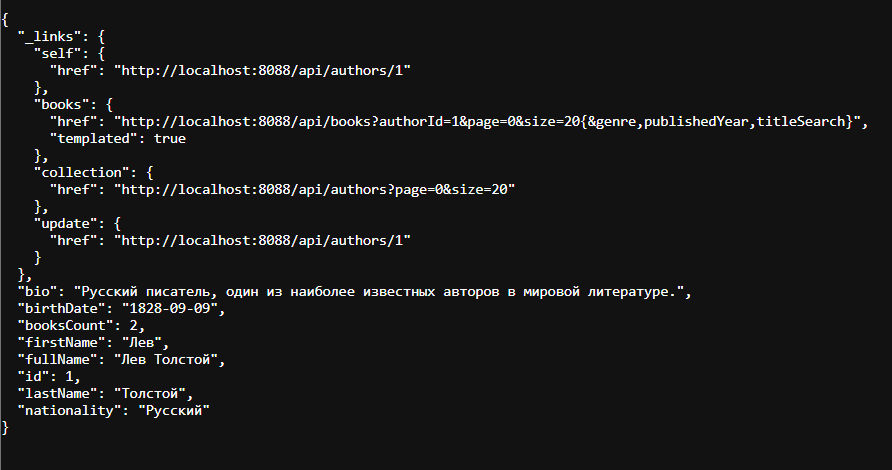 {
  "_links": {
    "self": {
      "href": "http://localhost:8088/api/authors/1"
    },
    "books": {
      "href": "http://localhost:8088/api/books?authorId=1&page=0&size=20{&genre,publishedYear,titleSearch}",
      "templated": true
    },
    "collection": {
      "href": "http://localhost:8088/api/authors?page=0&size=20"
    },
    "update": {
      "href": "http://localhost:8088/api/authors/1"
    }
  },
  "bio": "Русский писатель, один из наиболее известных авторов в мировой литературе.",
  "birthDate": "1828-09-09",
  "booksCount": 2,
  "firstName": "Лев",
  "fullName": "Лев Толстой",
  "id": 1,
  "lastName": "Толстой",
  "nationality": "Русский"
}